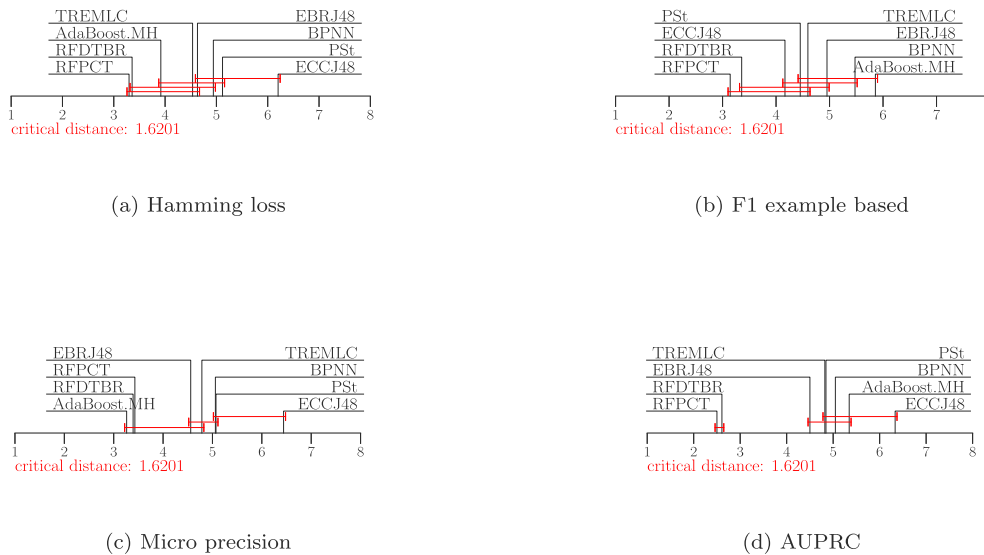 TREMLC EBRJ48
AdaBoost.MH BPNN
RFDTBR PSt
RFPCT ECCJ48
1 2 3 4 5 6 7 8
critical distance: 1.6201
(a) Hamming loss
PSt TREMLC
ECCJ48 EBRJ48
RFDTBR BPNN
RFPCT AdaBoost.MH
1 2 3 4 5 6 7
critical distance: 1.6201
(b) F1 example based
EBRJ48 TREMLC
RFPCT BPNN
RFDTBR PSt
AdaBoost.MH ECCJ48
1 2 3 4 5 6 7 8
critical distance: 1.6201
(c) Micro precision
TREMLC PSt
EBRJ48 BPNN
RFDTBR AdaBoost.MH
RFPCT ECCJ48
1 2 3 4 5 6 7 8
critical distance: 1.6201
(d) AUPRC